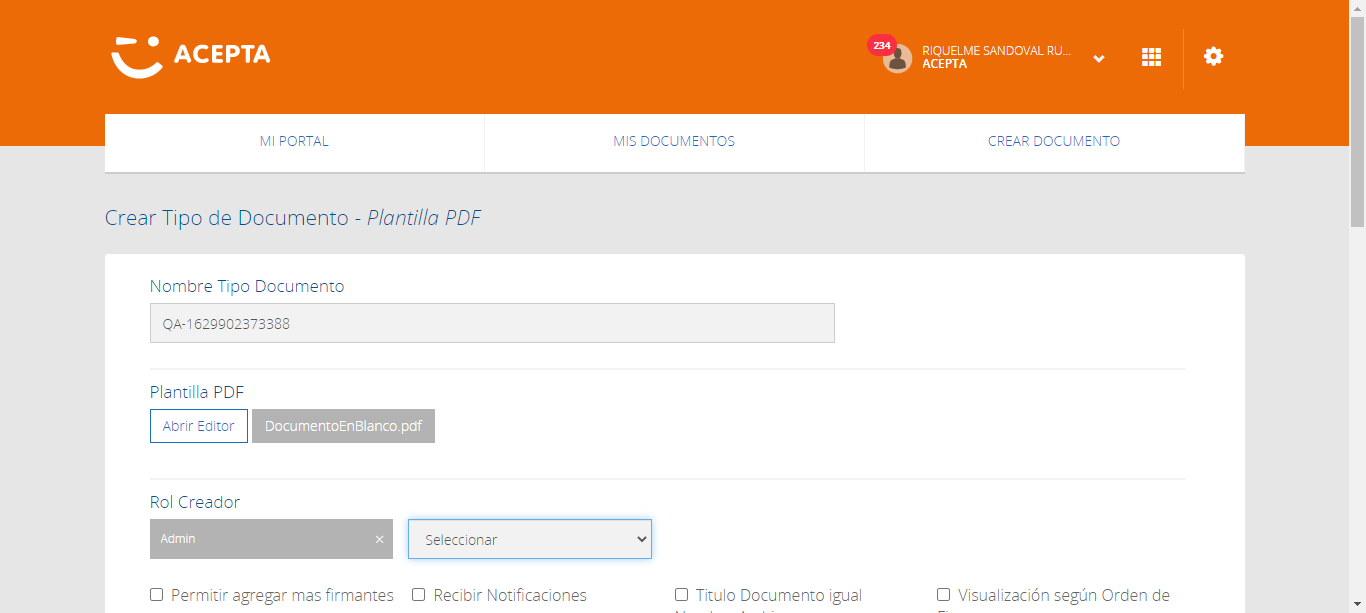 ACEPTA
234
RIQUELME SANDOVAL RU...
ACEPTA
MI PORTAL
MIS DOCUMENTOS
CREAR DOCUMENTO
Crear Tipo de Documento - Plantilla PDF
Nombre Tipo Documento
QA-1629902373388
Plantilla PDF
Abrir Editor
DocumentoEnBlanco.pdf
Rol Creador
Admin ×
Seleccionar
Permitir agregar mas firmantes
Recibir Notificaciones
Titulo Documento igual
Visualización según Orden de